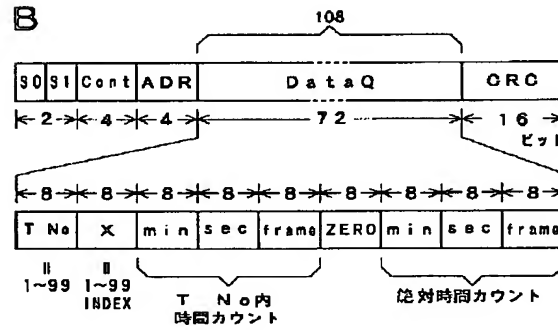 B
108
S0 S1 Cont ADR DataQ CRC
2 4 4 72 16
ビット
8 8 8 8 8 8 8 8 8
T No X min sec frame ZERO min sec frame
॥ ॥
1~99 1~99
INDEX
T No内
時間カウント
絶対時間カウント